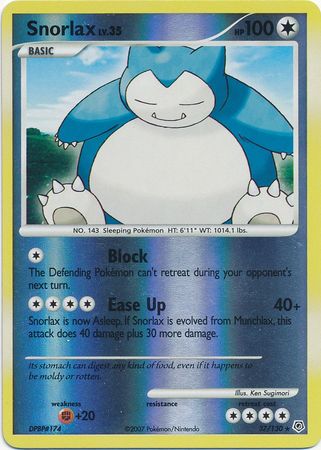 Snorlax LV.35 HP 100
BASIC
NO. 143 Sleeping Pokémon HT: 6'11" WT: 1014.1 lbs.
Block
The Defending Pokémon can't retreat during your opponent's
next turn.
Ease Up 40+
Snorlax is now Asleep. If Snorlax is evolved from Munchlax, this
attack does 40 damage plus 30 more damage.
its stomach can digest any kind of food, even if it happens to
be moldy or rotten.
Illus. Ken Sugimori
weakness resistance retreat cost
+20
DPBP#174 ©2007 Pokémon/Nintendo 37/130 ★